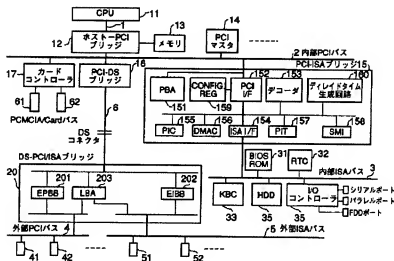 CPU 11
1
12 ホスト-PCI ブリッジ
メモリ 13
PCI マスタ 14
2 内部PCIバス
17 カード コントローラ
PCI-DS ブリッジ 16
PCI-ISAブリッジ 15
61 62
PCMCIA/Cardバス
6
DS コネクタ
152 153 160
PBA CONFIG REG PCI I/F デコーダ ディレイドタイム 生成回路
151 159
155 156 154 157 158
PIC DMAC ISA I/F PIT SMI
DS-PCI/ISAブリッジ
20
201 203 202
EPBB LBA EIBB
BIOS ROM 31 RTC 32
3
内部ISAバス
KBC HDD I/O コントローラ
33 35 35
シリアルポート
パラレルポート
FDDポート
外部PCIバス
4
5 外部ISAバス
41 42 51 52